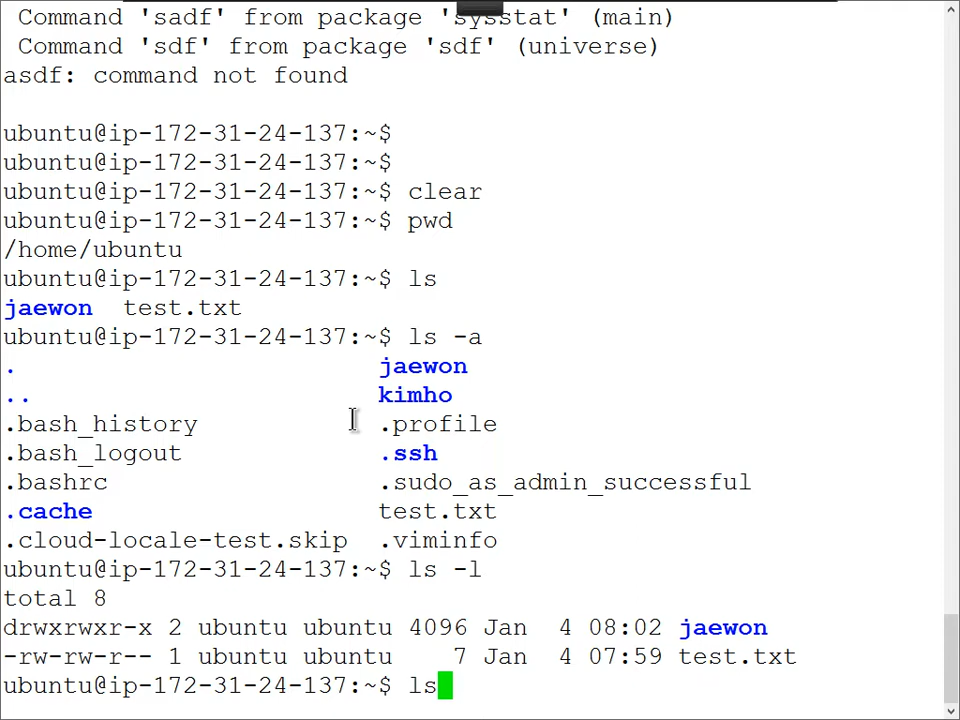 Command 'sadf' from package 'sysstat' (main)
Command 'sdf' from package 'sdf' (universe)
asdf: command not found
ubuntu@ip-172-31-24-137:~$
ubuntu@ip-172-31-24-137:~$
ubuntu@ip-172-31-24-137:~$ clear
ubuntu@ip-172-31-24-137:~$ pwd
/home/ubuntu
ubuntu@ip-172-31-24-137:~$ ls
jaewon  test.txt
ubuntu@ip-172-31-24-137:~$ ls -a
.                        jaewon
..                       kimho
.bash_history            .profile
.bash_logout             .ssh
.bashrc                  .sudo_as_admin_successful
.cache                   test.txt
.cloud-locale-test.skip  .viminfo
ubuntu@ip-172-31-24-137:~$ ls -l
total 8
drwxrwxr-x 2 ubuntu ubuntu 4096 Jan  4 08:02 jaewon
-rw-rw-r-- 1 ubuntu ubuntu    7 Jan  4 07:59 test.txt
ubuntu@ip-172-31-24-137:~$ ls